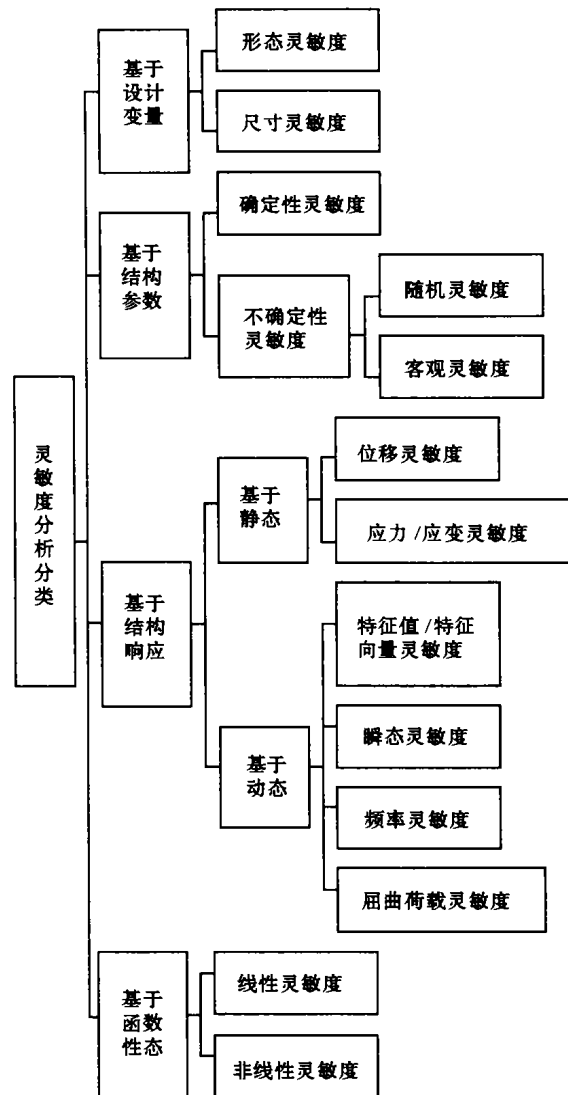 灵敏度分析分类
基于
设计
变量
形态灵敏度
尺寸灵敏度
基于
结构
参数
确定性灵敏度
不确定性
灵敏度
随机灵敏度
客观灵敏度
基于
结构
响应
基于
静态
位移灵敏度
应力/应变灵敏度
基于
动态
特征值/特征
向量灵敏度
瞬态灵敏度
频率灵敏度
屈曲荷载灵敏度
基于
函数
性态
线性灵敏度
非线性灵敏度